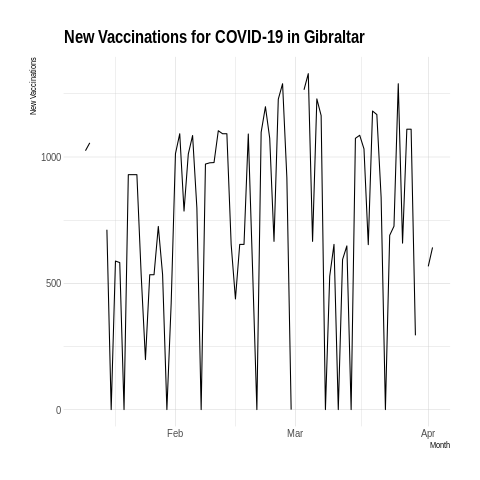 New Vaccinations for COVID-19 in Gibraltar
New Vaccinations
1000
500
0
Feb
Mar
Apr
Month